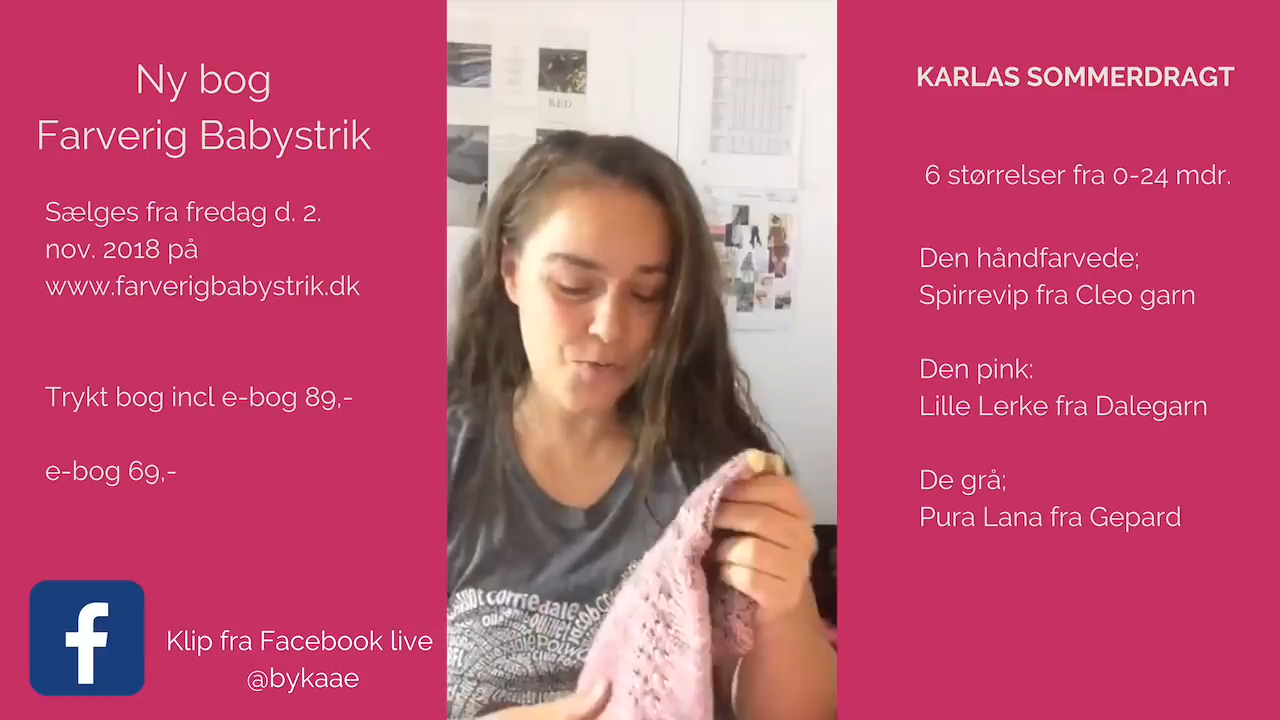 Ny bog
Farverig Babystrik
Sælges fra fredag d. 2.
nov. 2018 på
www.farverigbabystrik.dk
Trykt bog incl e-bog 89,-
e-bog 69,-
f
Klip fra Facebook live
@bykaae
RED
corriedale
KARLAS SOMMERDRAGT
6 størrelser fra 0-24 mdr.
Den håndfarvede;
Spirrevip fra Cleo garn
Den pink:
Lille Lerke fra Dalegarn
De grå;
Pura Lana fra Gepard